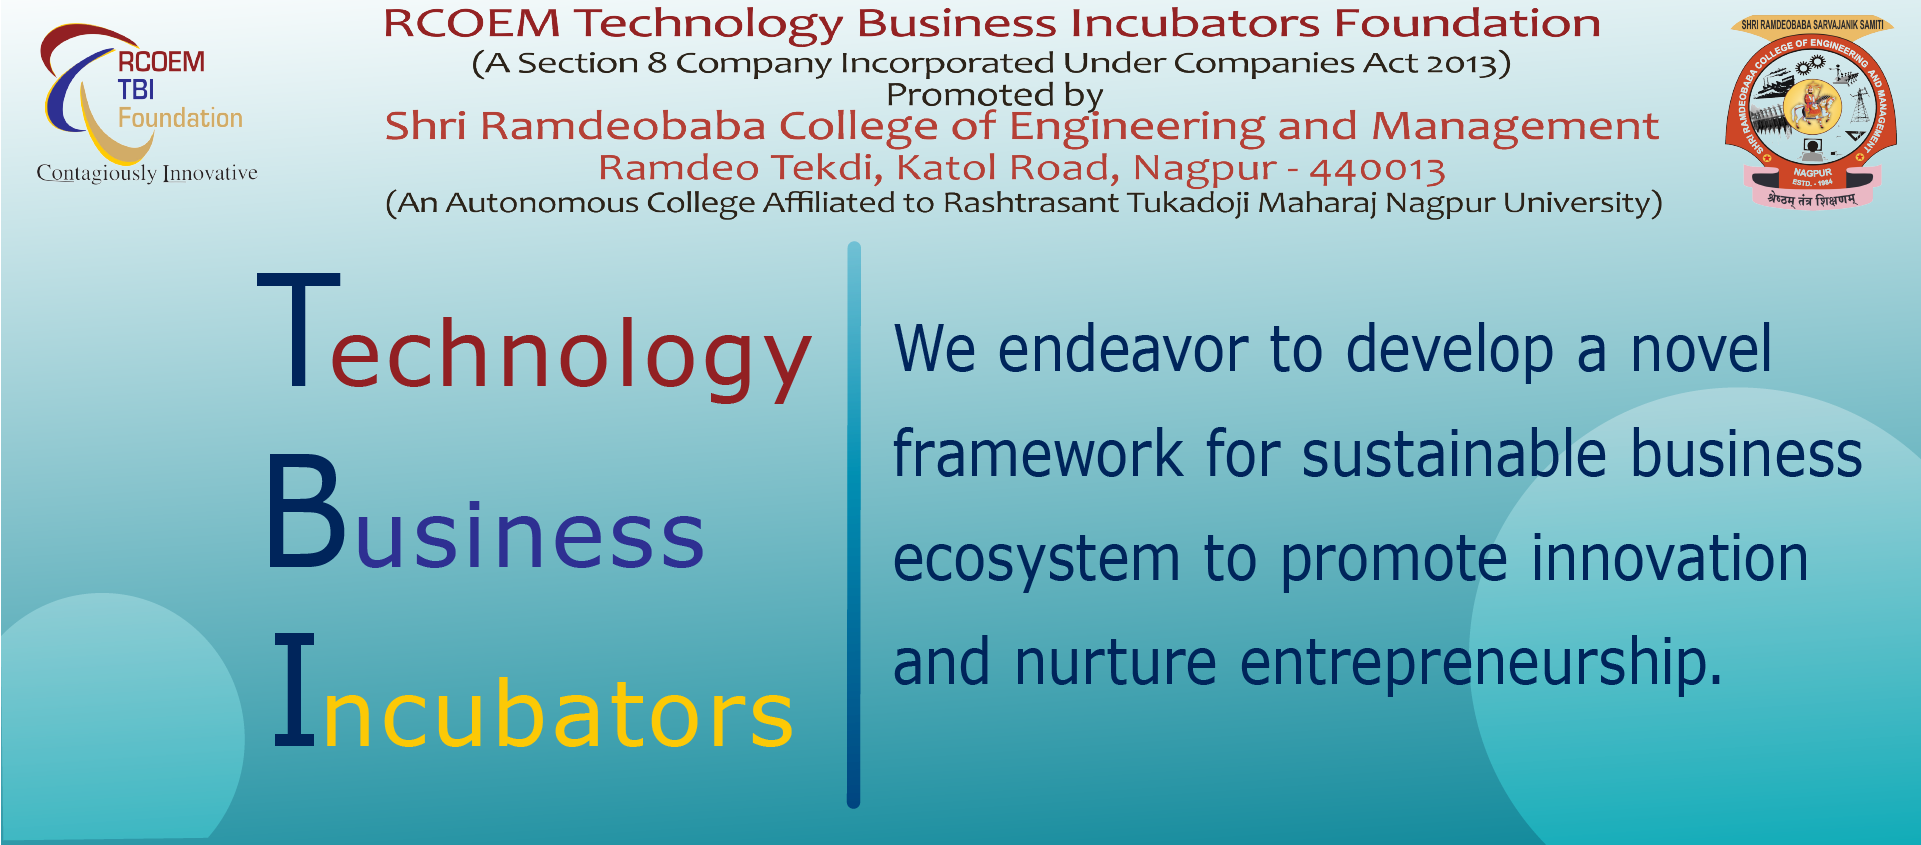 RCOEM
TBI
Foundation
Contagiously Innovative
RCOEM Technology Business Incubators Foundation
(A Section 8 Company Incorporated Under Companies Act 2013)
Promoted by
Shri Ramdeobaba College of Engineering and Management
Ramdeo Tekdi, Katol Road, Nagpur - 440013
(An Autonomous College Affiliated to Rashtrasant Tukadoji Maharaj Nagpur University)
SHRI RAMDEOBABA SARVAJANIK SAMITI
SHRI RAMDEOBABA COLLEGE OF ENGINEERING AND MANAGEMENT
NAGPUR
ESTD. - 1984
श्रेष्ठम् तंत्र शिक्षणम्
Technology
Business
Incubators
We endeavor to develop a novel
framework for sustainable business
ecosystem to promote innovation
and nurture entrepreneurship.